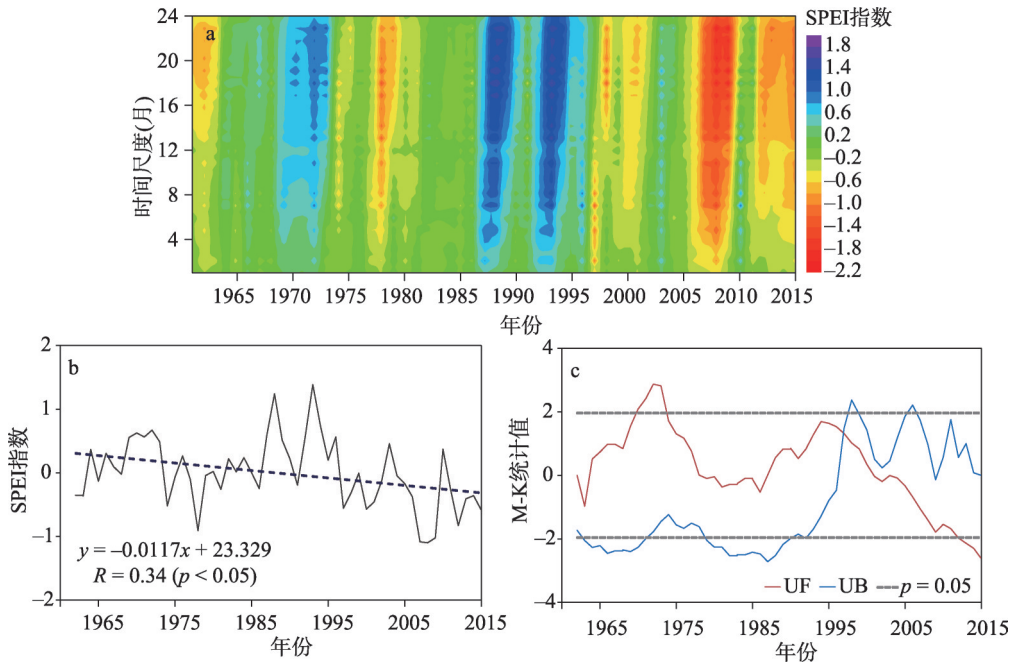 SPEI指数
a
24
20
16
12
8
4
时间尺度(月)
1965 1970 1975 1980 1985 1990 1995 2000 2005 2010 2015
年份
1.8
1.4
1.0
0.6
0.2
–0.2
–0.6
–1.0
–1.4
–1.8
–2.2
b
2
1
0
–1
–2
SPEI指数
y = –0.0117x + 23.329
R = 0.34 (p < 0.05)
1965 1975 1985 1995 2005 2015
年份
c
4
2
0
–2
–4
M-K统计值
UF UB p = 0.05
1965 1975 1985 1995 2005 2015
年份